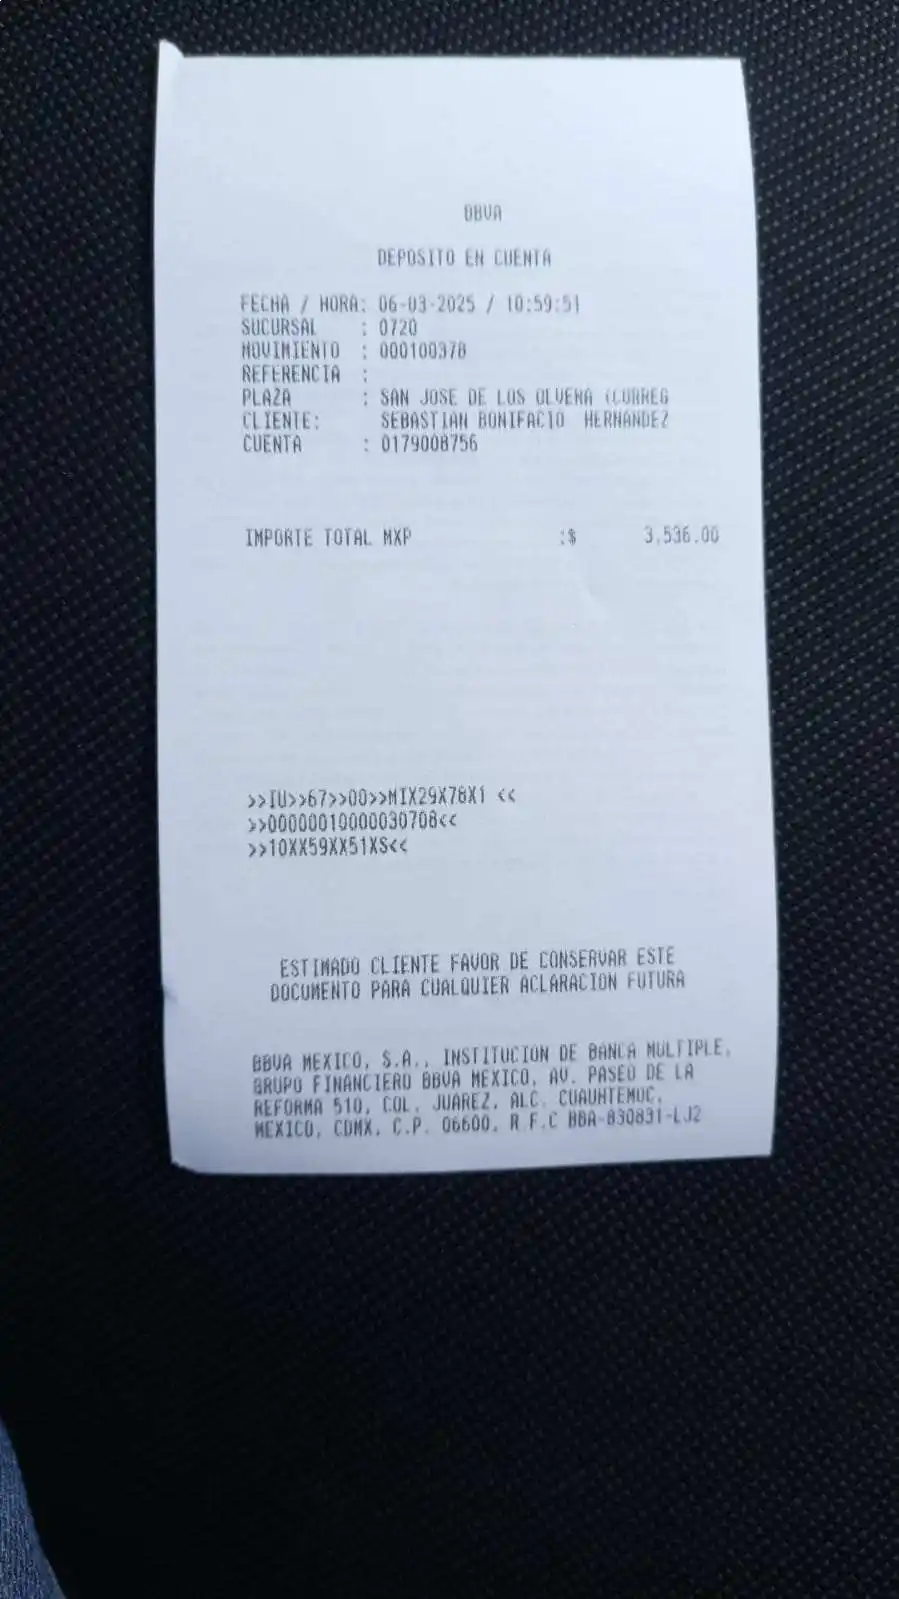 BBVA
DEPOSITO EN CUENTA
FECHA / HORA: 06-03-2025 / 10:59:51
SUCURSAL : 0720
MOVIMIENTO : 000100378
REFERENCIA :
PLAZA : SAN JOSE DE LOS OLVERA (CORREG
CLIENTE: SEBASTIAN BONIFACIO HERNANDEZ
CUENTA : 0179008756
IMPORTE TOTAL MXP :$ 3,536.00
>>IU>>67>>00>>MIX29X78X1 <<
>>00000010000030708<<
>>10XX59XX51XS<<
ESTIMADO CLIENTE FAVOR DE CONSERVAR ESTE
DOCUMENTO PARA CUALQUIER ACLARACION FUTURA
BBVA MEXICO, S.A., INSTITUCION DE BANCA MULTIPLE,
GRUPO FINANCIERO BBVA MEXICO, AV. PASEO DE LA
REFORMA 510, COL. JUAREZ, ALC. CUAUHTEMOC,
MEXICO, CDMX, C.P. 06600, R.F.C BBA-830831-LJ2